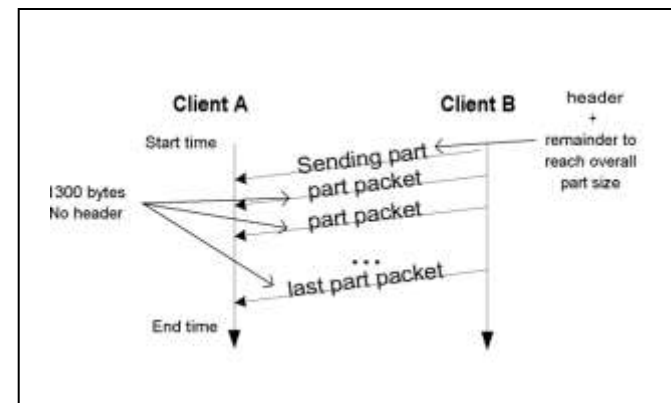 Client A
Client B
header
+
remainder to
reach overall
part size
Start time
Sending part
part packet
part packet
...
last part packet
1300 bytes
No header
End time